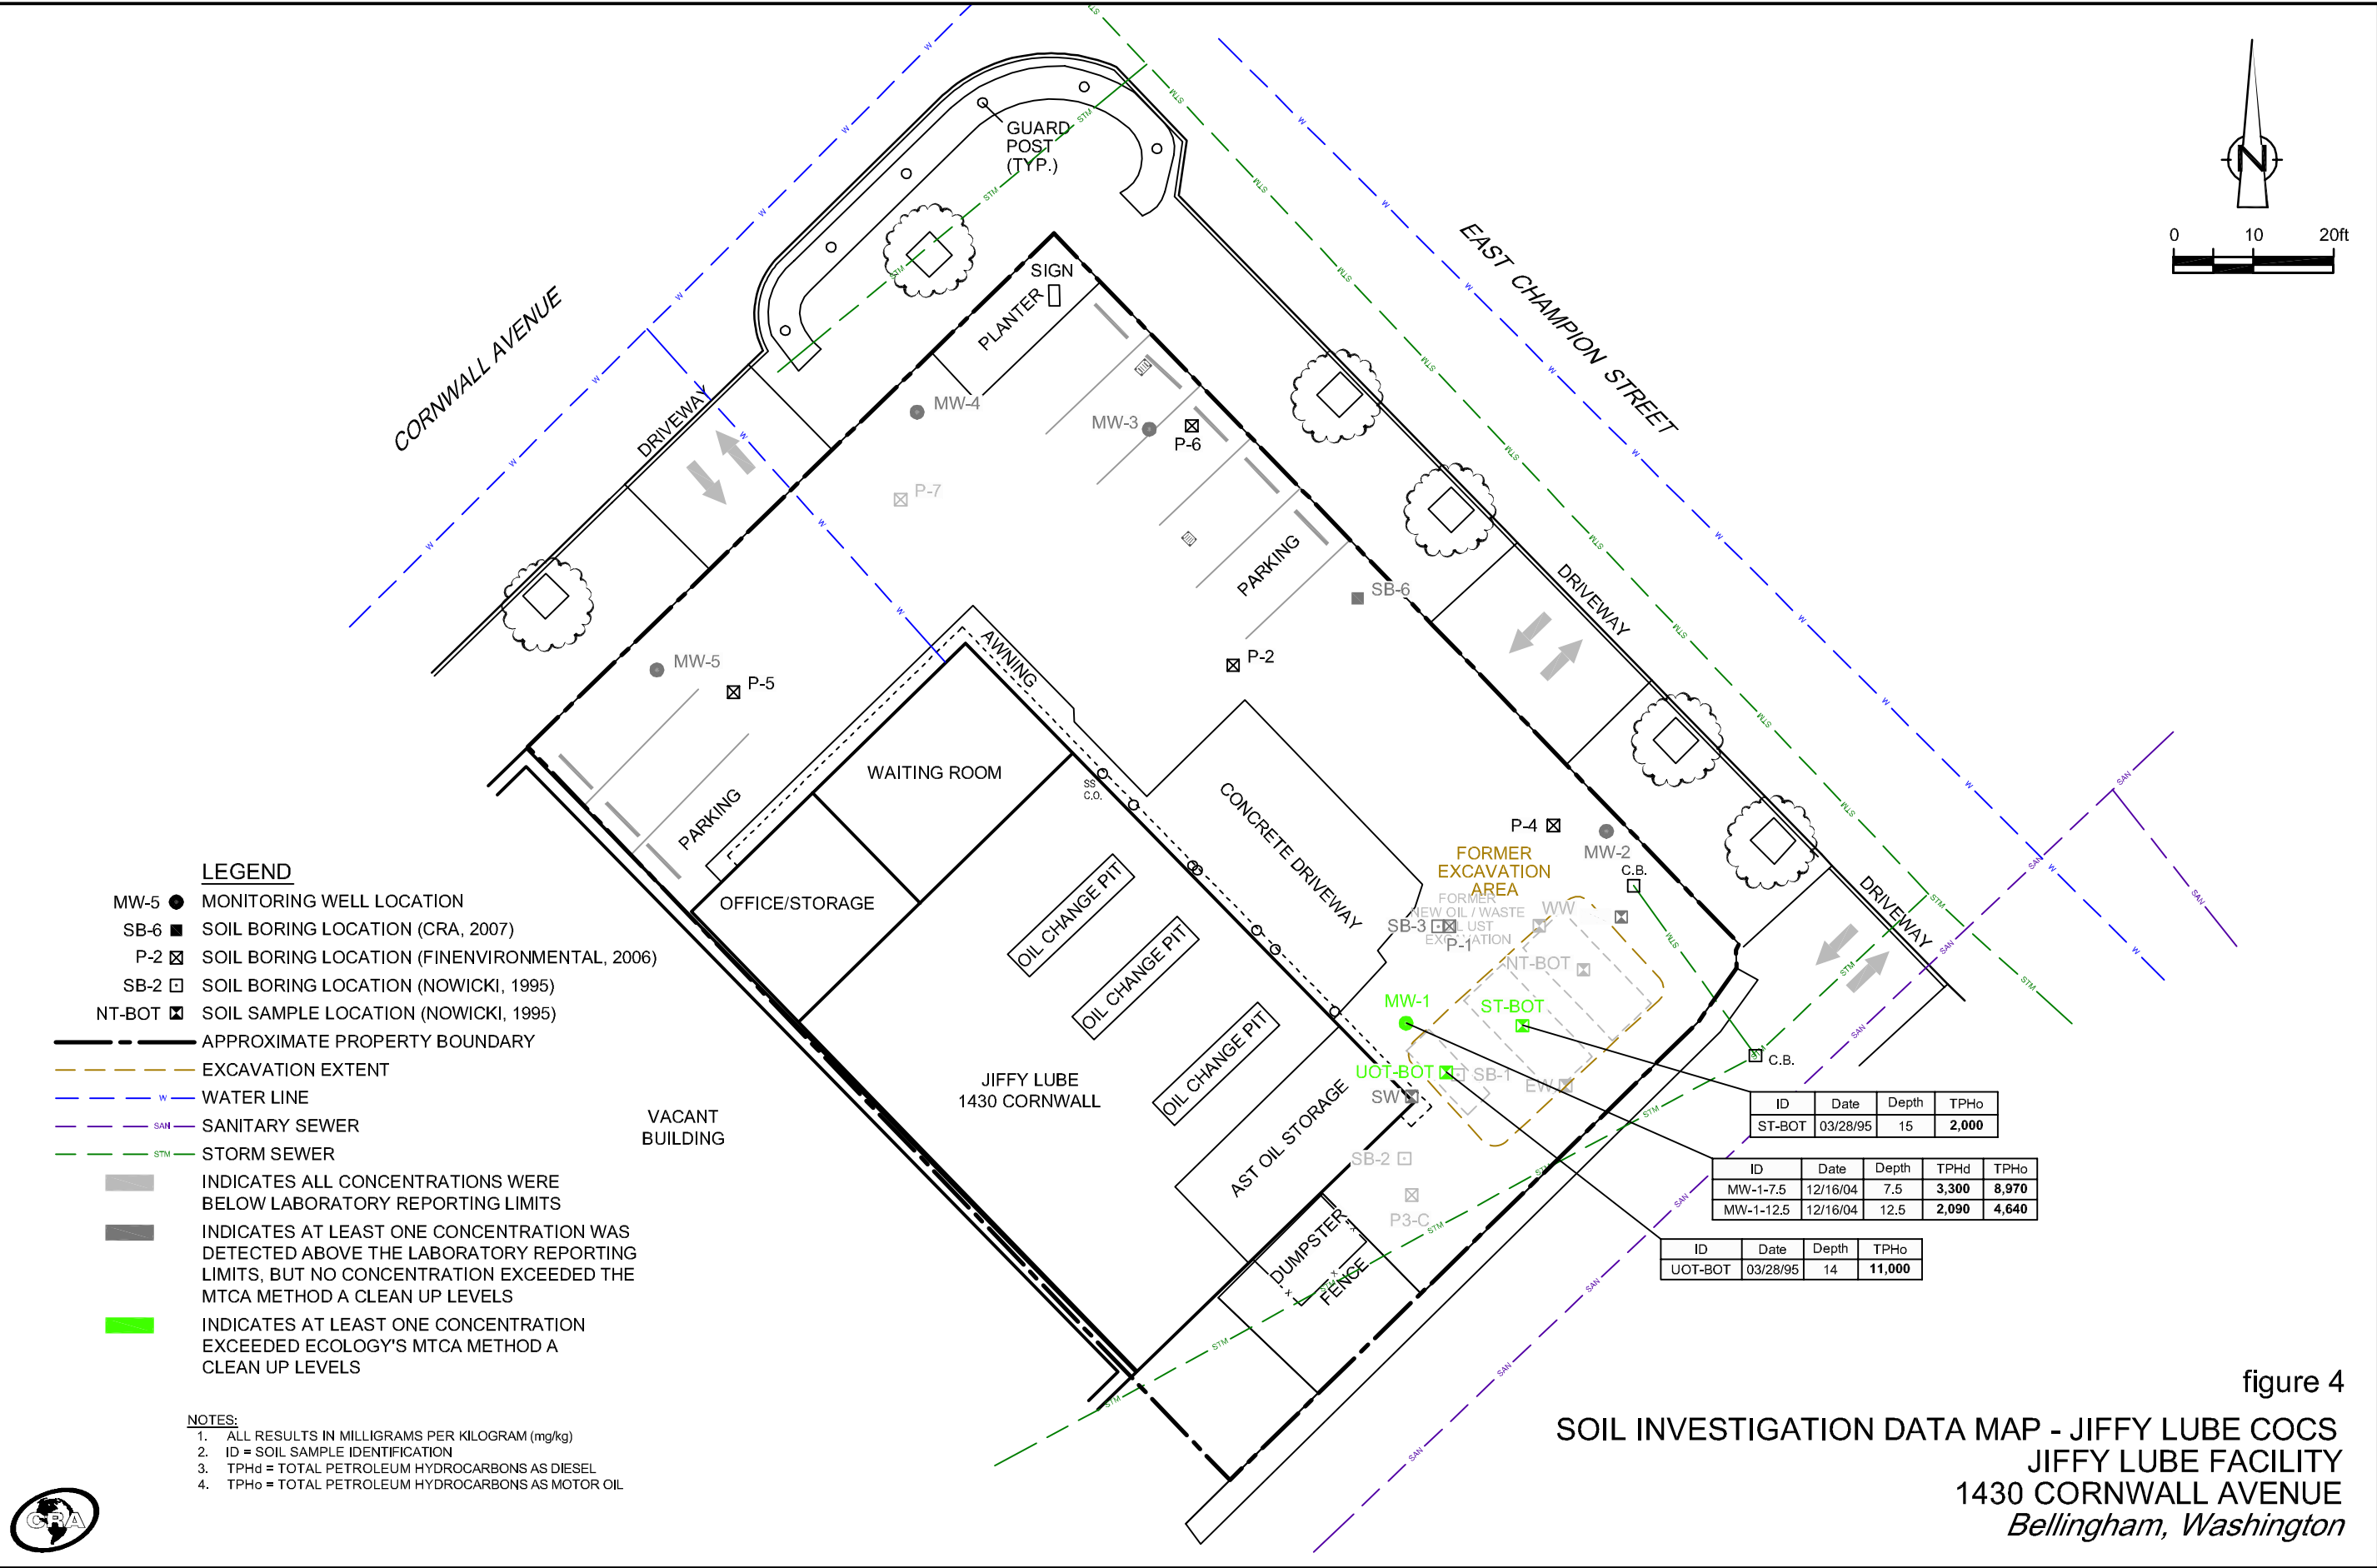 GUARD
POST
(TYP.)
SIGN
PLANTER
CORNWALL AVENUE
EAST CHAMPION STREET
N
0 10 20ft
DRIVEWAY
MW-4
MW-3
P-6
P-7
PARKING
SB-6
P-2
DRIVEWAY
MW-5
P-5
AWNING
WAITING ROOM
SS
C.O.
PARKING
OFFICE/STORAGE
CONCRETE DRIVEWAY
OIL CHANGE PIT
OIL CHANGE PIT
OIL CHANGE PIT
P-4
MW-2
C.B.
FORMER
EXCAVATION
AREA
FORMER
NEW OIL / WASTE
UST
EXCAVATION
WW
SB-3
P-1
NT-BOT
MW-1
ST-BOT
UOT-BOT
SB-1
EW
SW
DRIVEWAY
C.B.
JIFFY LUBE
1430 CORNWALL
VACANT
BUILDING
AST OIL STORAGE
SB-2
P3-C
DUMPSTER
FENCE
W
STM
SAN
ID Date Depth TPHo
ST-BOT 03/28/95 15 2,000
ID Date Depth TPHd TPHo
MW-1-7.5 12/16/04 7.5 3,300 8,970
MW-1-12.5 12/16/04 12.5 2,090 4,640
ID Date Depth TPHo
UOT-BOT 03/28/95 14 11,000
LEGEND
MW-5 MONITORING WELL LOCATION
SB-6 SOIL BORING LOCATION (CRA, 2007)
P-2 SOIL BORING LOCATION (FINENVIRONMENTAL, 2006)
SB-2 SOIL BORING LOCATION (NOWICKI, 1995)
NT-BOT SOIL SAMPLE LOCATION (NOWICKI, 1995)
APPROXIMATE PROPERTY BOUNDARY
EXCAVATION EXTENT
W WATER LINE
SAN SANITARY SEWER
STM STORM SEWER
INDICATES ALL CONCENTRATIONS WERE
BELOW LABORATORY REPORTING LIMITS
INDICATES AT LEAST ONE CONCENTRATION WAS
DETECTED ABOVE THE LABORATORY REPORTING
LIMITS, BUT NO CONCENTRATION EXCEEDED THE
MTCA METHOD A CLEAN UP LEVELS
INDICATES AT LEAST ONE CONCENTRATION
EXCEEDED ECOLOGY'S MTCA METHOD A
CLEAN UP LEVELS
NOTES:
1. ALL RESULTS IN MILLIGRAMS PER KILOGRAM (mg/kg)
2. ID = SOIL SAMPLE IDENTIFICATION
3. TPHd = TOTAL PETROLEUM HYDROCARBONS AS DIESEL
4. TPHo = TOTAL PETROLEUM HYDROCARBONS AS MOTOR OIL
CRA
figure 4
SOIL INVESTIGATION DATA MAP - JIFFY LUBE COCS
JIFFY LUBE FACILITY
1430 CORNWALL AVENUE
Bellingham, Washington